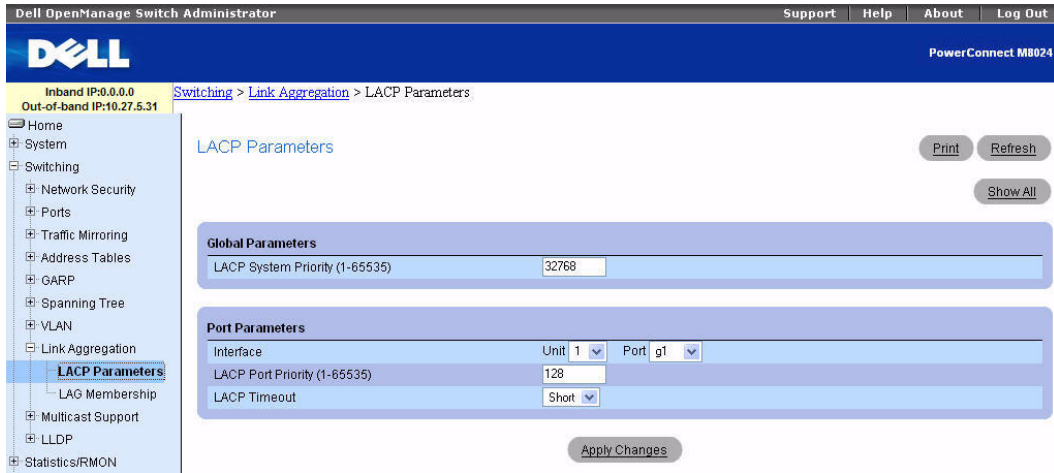 Dell OpenManage Switch Administrator
Support Help About Log Out
DELL
PowerConnect M8024
Inband IP:0.0.0.0
Out-of-band IP:10.27.5.31
Switching > Link Aggregation > LACP Parameters
Home
System
Switching
Network Security
Ports
Traffic Mirroring
Address Tables
GARP
Spanning Tree
VLAN
Link Aggregation
LACP Parameters
LAG Membership
Multicast Support
LLDP
Statistics/RMON
LACP Parameters
Print Refresh
Show All
Global Parameters
LACP System Priority (1-65535) 32768
Port Parameters
Interface Unit 1 Port g1
LACP Port Priority (1-65535) 128
LACP Timeout Short
Apply Changes